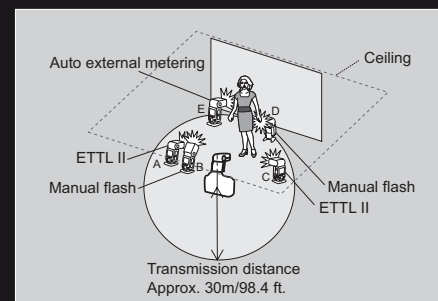 Auto external metering
Ceiling
E
D
ETTL II
A
B
Manual flash
C
Manual flash
ETTL II
Transmission distance
Approx. 30m/98.4 ft.